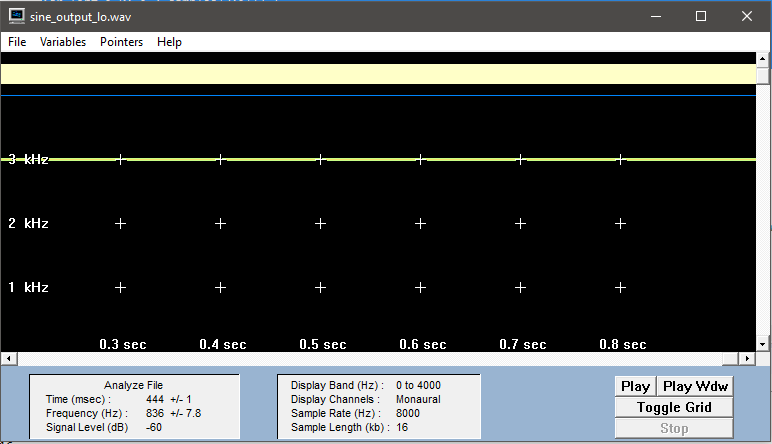 sine_output_lo.wav
File Variables Pointers Help
3 kHz
2 kHz
1 kHz
0.3 sec 0.4 sec 0.5 sec 0.6 sec 0.7 sec 0.8 sec
Analyze File
Time (msec) : 444 +/- 1
Frequency (Hz) : 836 +/- 7.8
Signal Level (dB) -60
Display Band (Hz) : 0 to 4000
Display Channels : Monaural
Sample Rate (Hz) : 8000
Sample Length (kb) : 16
Play Play Wdw
Toggle Grid
Stop